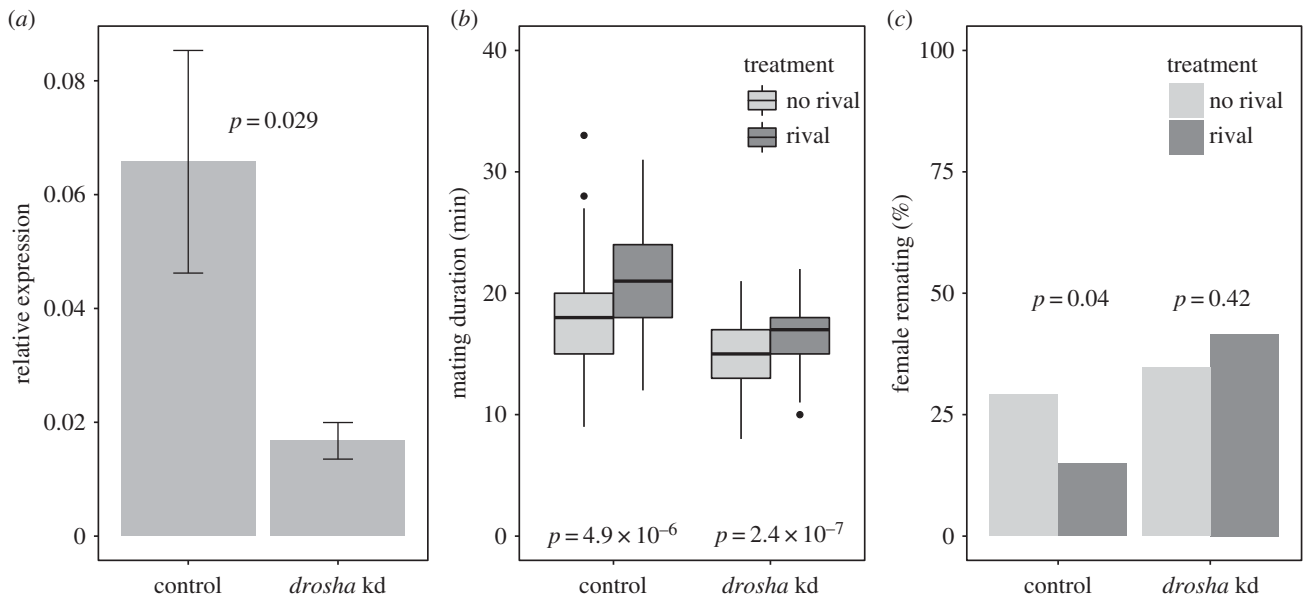 (a)
relative expression
0.08
0.06
0.04
0.02
0
p = 0.029
control
drosha kd
(b)
mating duration (min)
40
30
20
10
0
treatment
no rival
rival
p = 4.9 × 10⁻⁶
p = 2.4 × 10⁻⁷
control
drosha kd
(c)
female remating (%)
100
75
50
25
0
treatment
no rival
rival
p = 0.04
p = 0.42
control
drosha kd